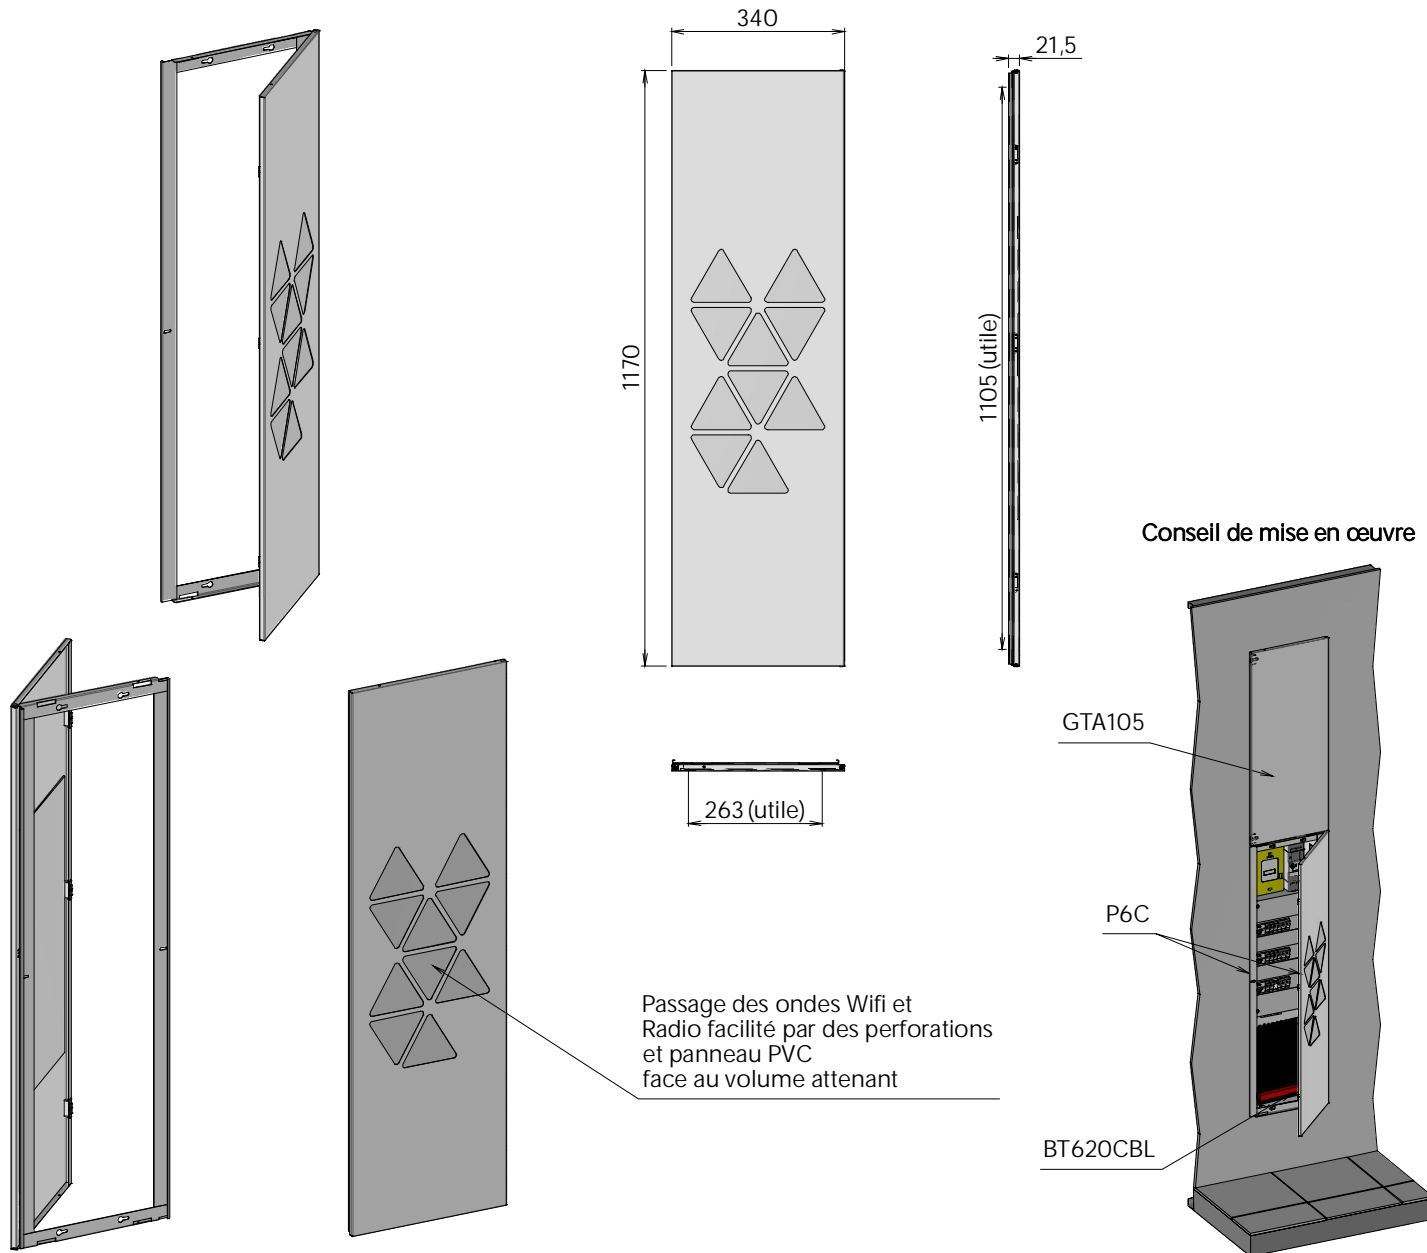 340
21,5
1170
1105 (utile)
263 (utile)
Conseil de mise en œuvre
GTA105
P6C
BT620CBL
Passage des ondes Wifi et
Radio facilité par des perforations
et panneau PVC
face au volume attenant